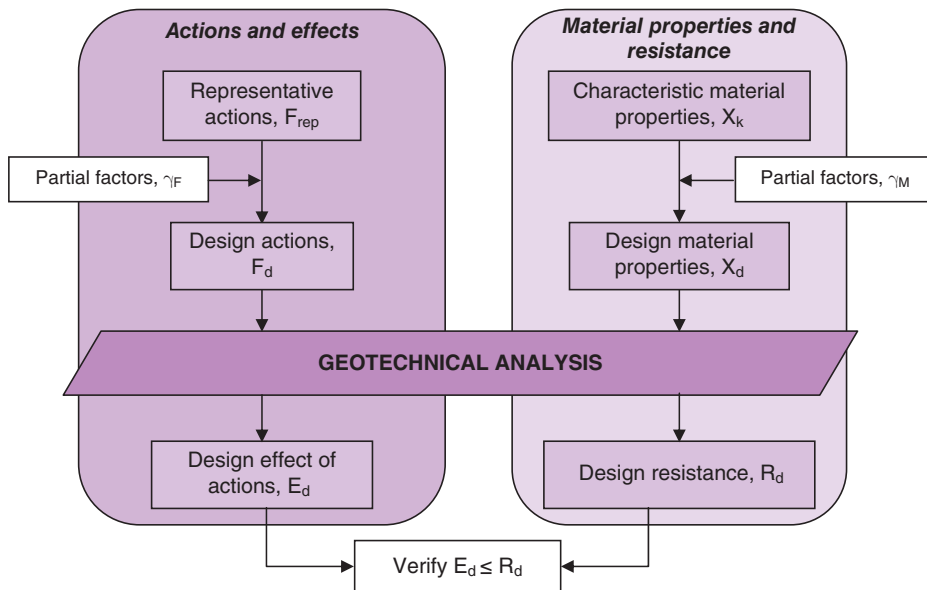 Actions and effects
Representative
actions, Frep
Partial factors, γF
Design actions,
Fd
Material properties and
resistance
Characteristic material
properties, Xk
Partial factors, γM
Design material
properties, Xd
GEOTECHNICAL ANALYSIS
Design effect of
actions, Ed
Design resistance, Rd
Verify Ed ≤ Rd